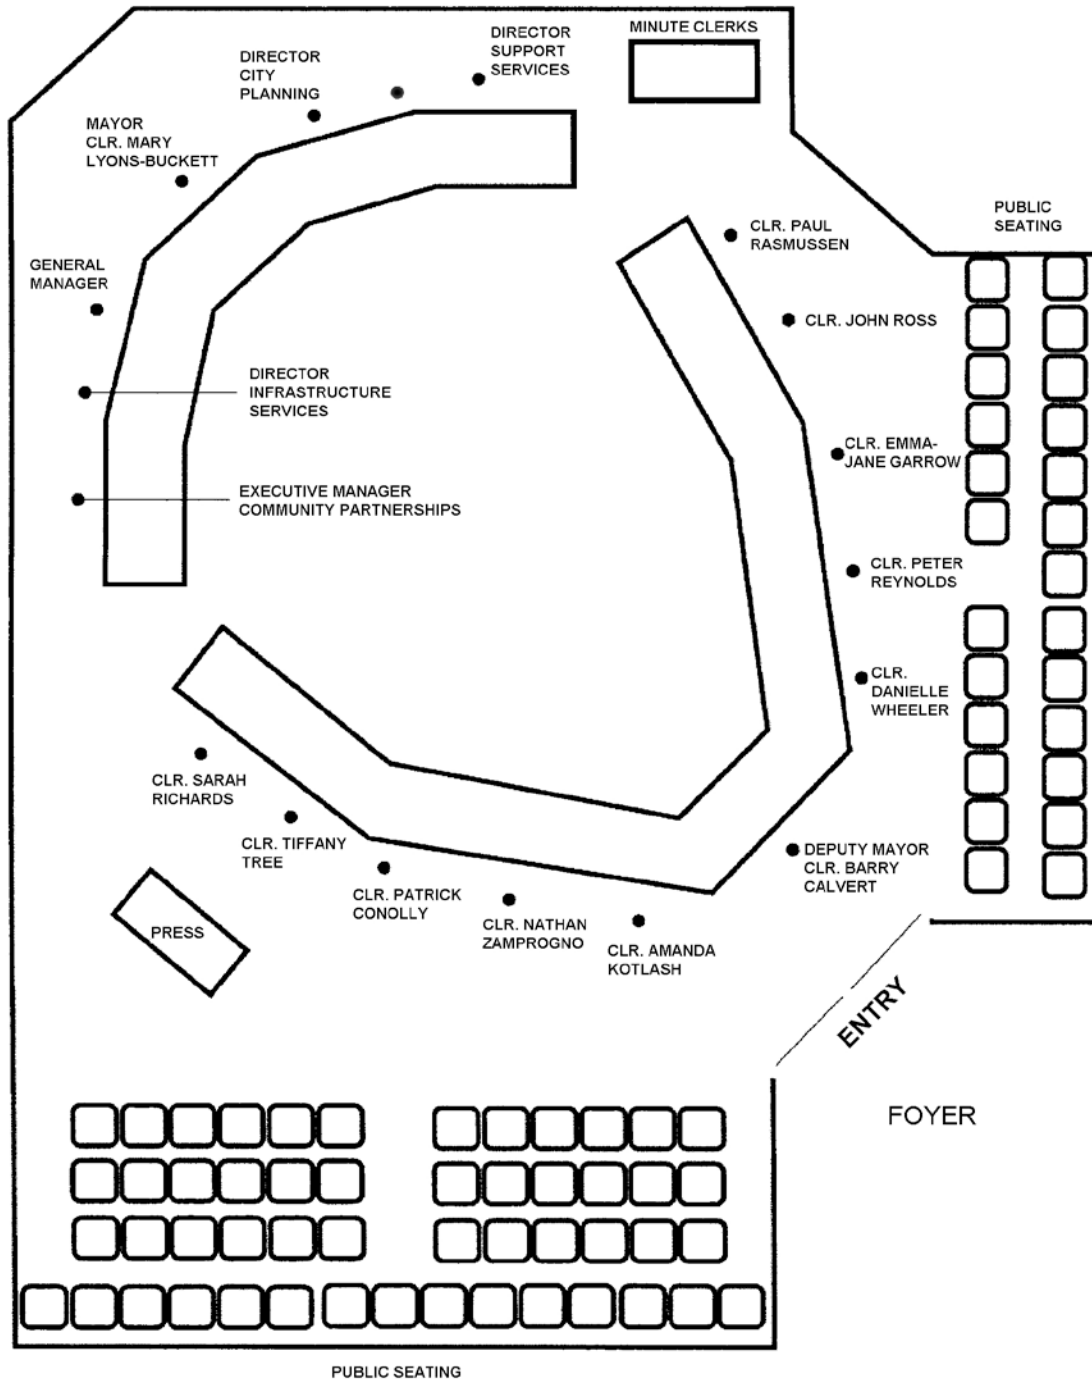 MINUTE CLERKS
DIRECTOR
SUPPORT
SERVICES
DIRECTOR
CITY
PLANNING
MAYOR
CLR. MARY
LYONS-BUCKETT
GENERAL
MANAGER
DIRECTOR
INFRASTRUCTURE
SERVICES
EXECUTIVE MANAGER
COMMUNITY PARTNERSHIPS
CLR. PAUL
RASMUSSEN
PUBLIC
SEATING
CLR. JOHN ROSS
CLR. EMMA-
JANE GARROW
CLR. PETER
REYNOLDS
CLR.
DANIELLE
WHEELER
DEPUTY MAYOR
CLR. BARRY
CALVERT
CLR. SARAH
RICHARDS
CLR. TIFFANY
TREE
CLR. PATRICK
CONOLLY
CLR. NATHAN
ZAMPROGNO
CLR. AMANDA
KOTLASH
PRESS
ENTRY
FOYER
PUBLIC SEATING